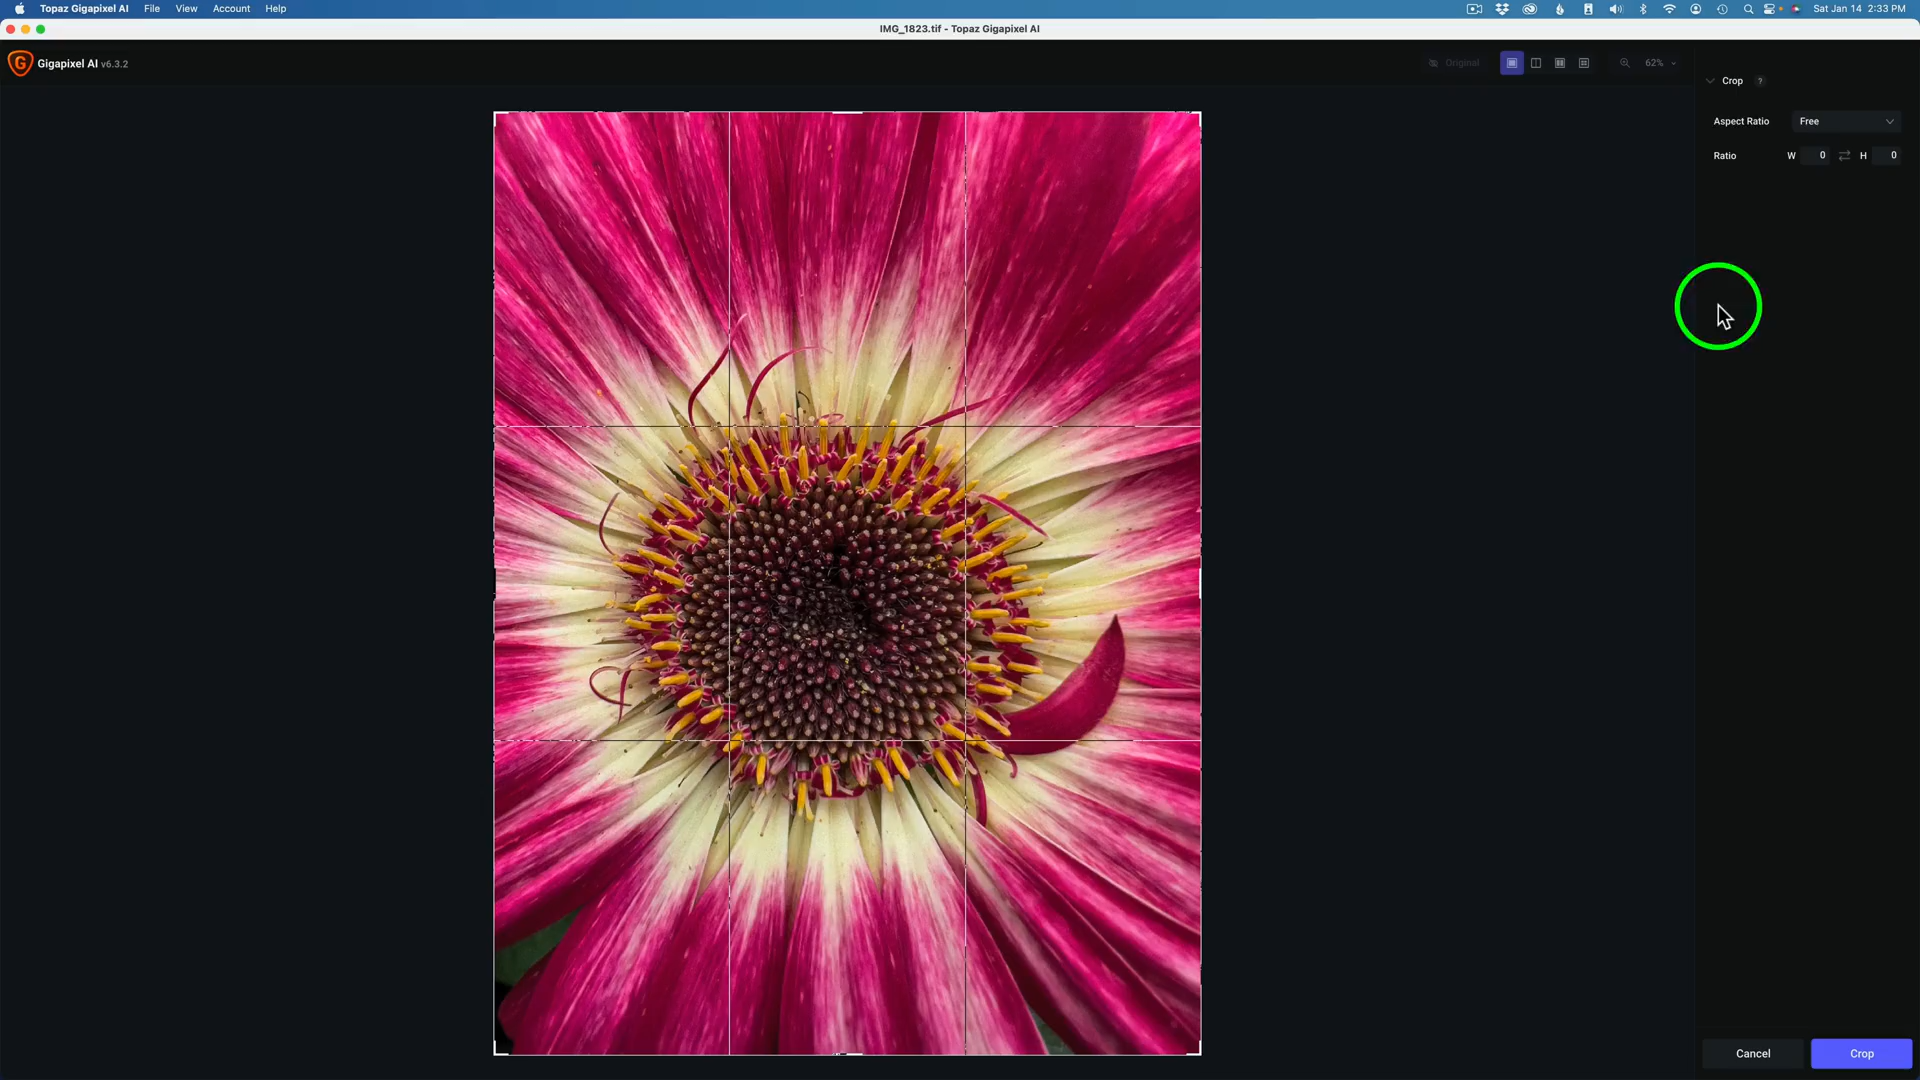 Topaz Gigapixel AI File View Account Help Sat Jan 14 2:33 PM
IMG_1823.tif - Topaz Gigapixel AI
G Gigapixel AI v6.3.2 Original 62%
Crop ?
Aspect Ratio Free
Ratio W 0 H 0
Cancel Crop